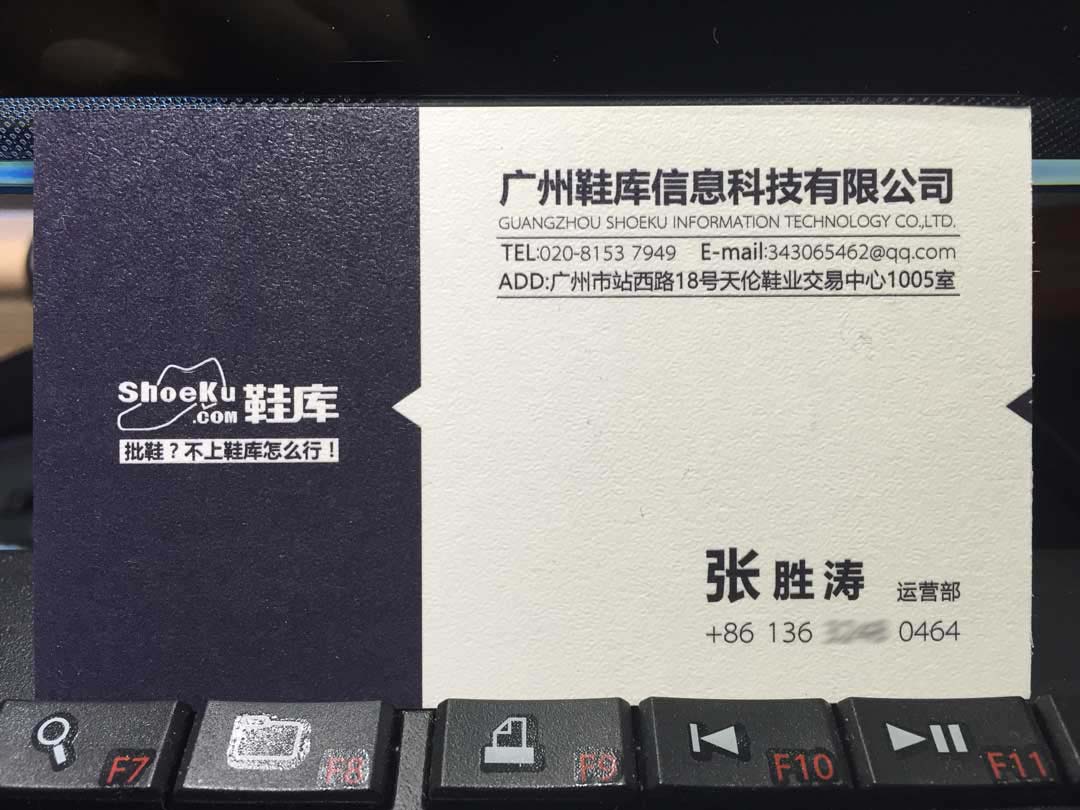 广州鞋库信息科技有限公司
GUANGZHOU SHOEKU INFORMATION TECHNOLOGY CO.,LTD.
TEL:020-8153 7949 E-mail:343065462@qq.com
ADD:广州市站西路18号天伦鞋业交易中心1005室
ShoeKu
.COM 鞋库
批鞋？不上鞋库怎么行！
张胜涛 运营部
+86 136 0464
F7 F8 F9 F10 F11